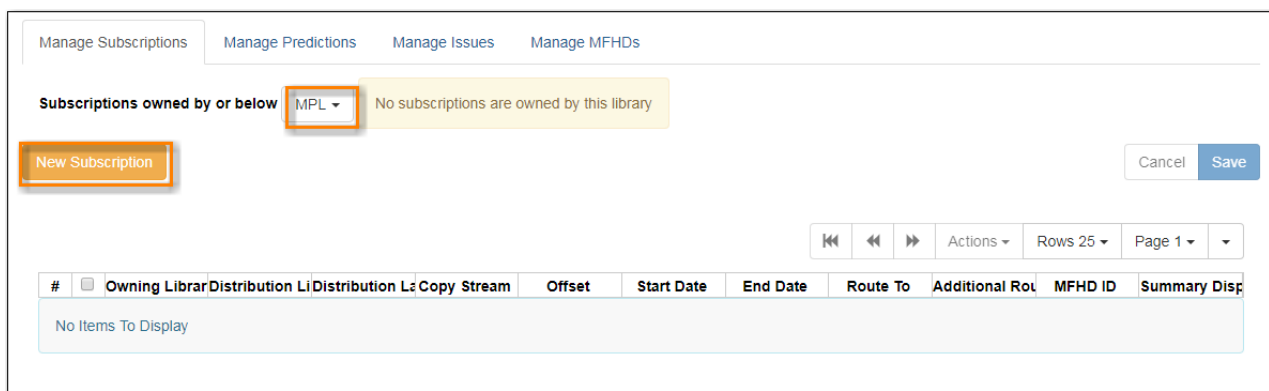 Manage Subscriptions Manage Predictions Manage Issues Manage MFHDs
Subscriptions owned by or below MPL No subscriptions are owned by this library
New Subscription Cancel Save
Actions Rows 25 Page 1
# Owning Librar Distribution Li Distribution La Copy Stream Offset Start Date End Date Route To Additional Rou MFHD ID Summary Disp
No Items To Display